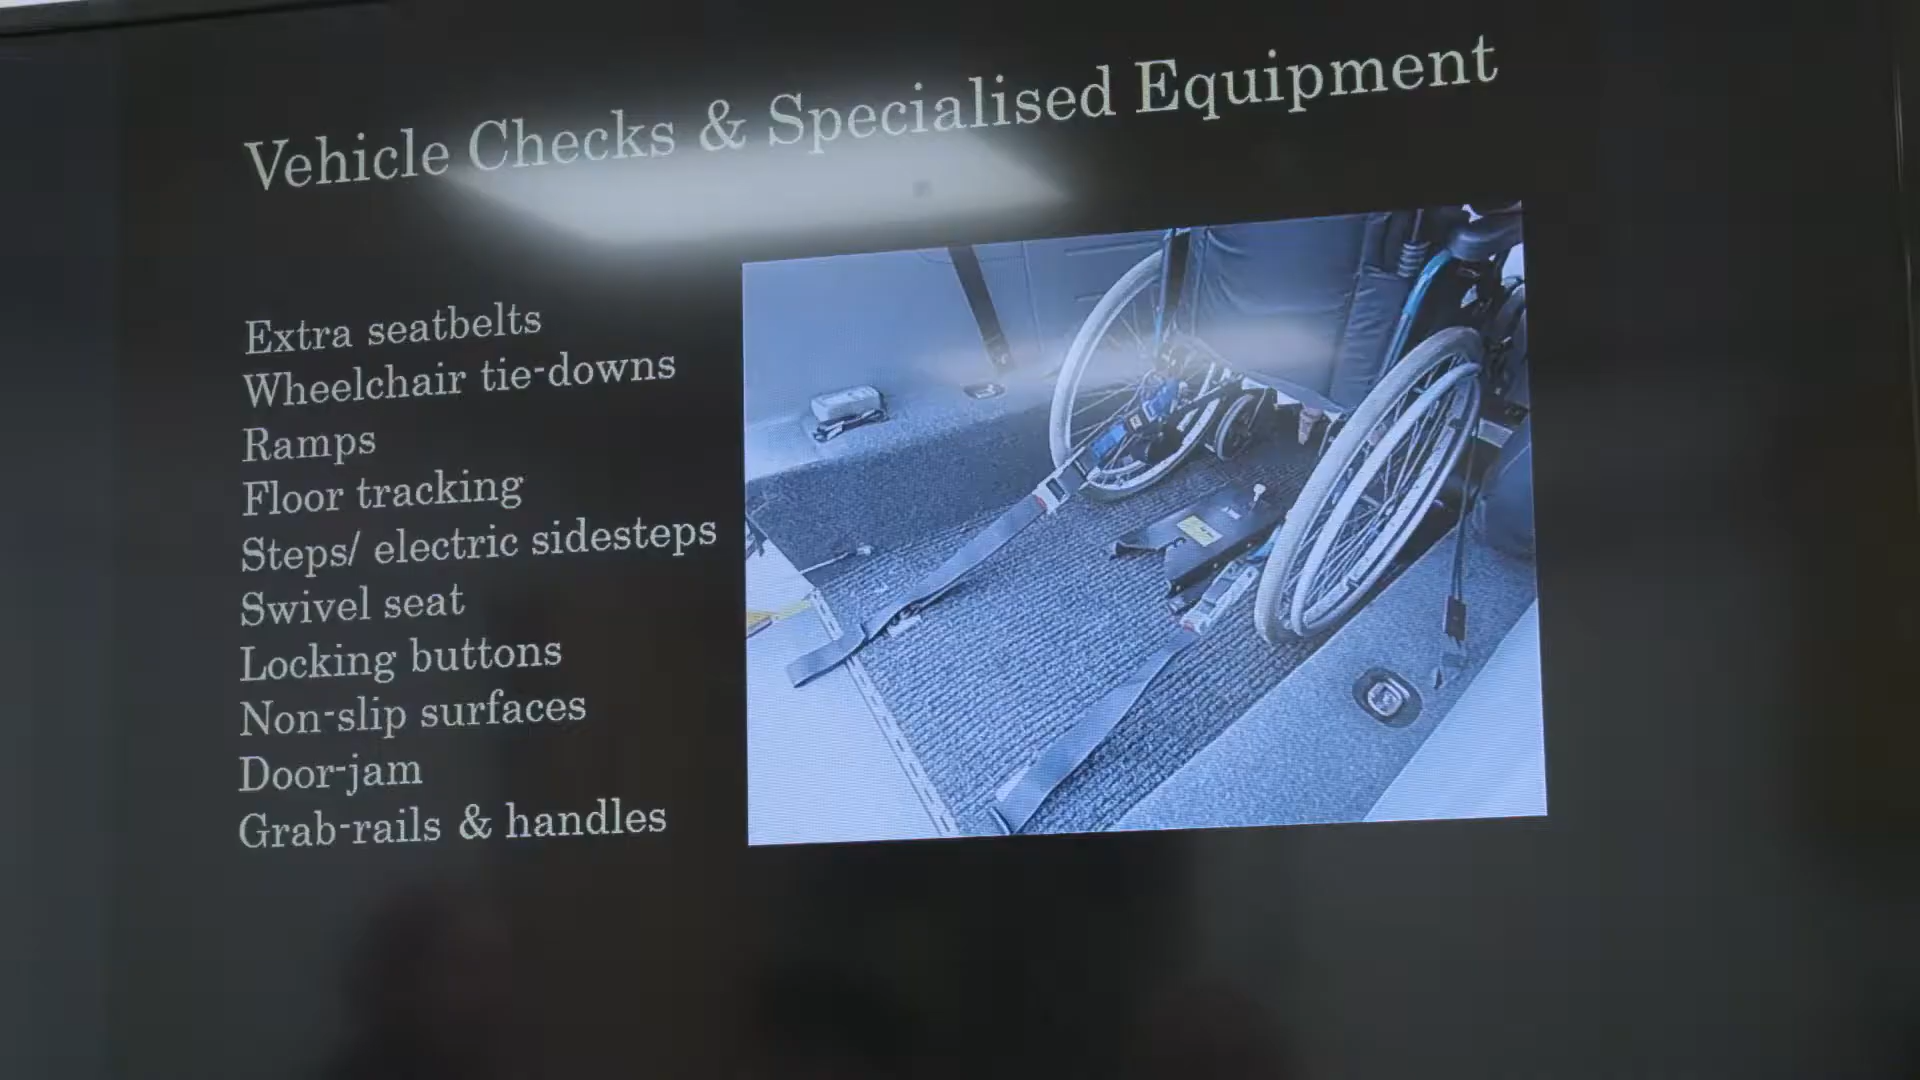 Vehicle Checks & Specialised Equipment
Extra seatbelts
Wheelchair tie-downs
Ramps
Floor tracking
Steps/ electric sidesteps
Swivel seat
Locking buttons
Non-slip surfaces
Door-jam
Grab-rails & handles